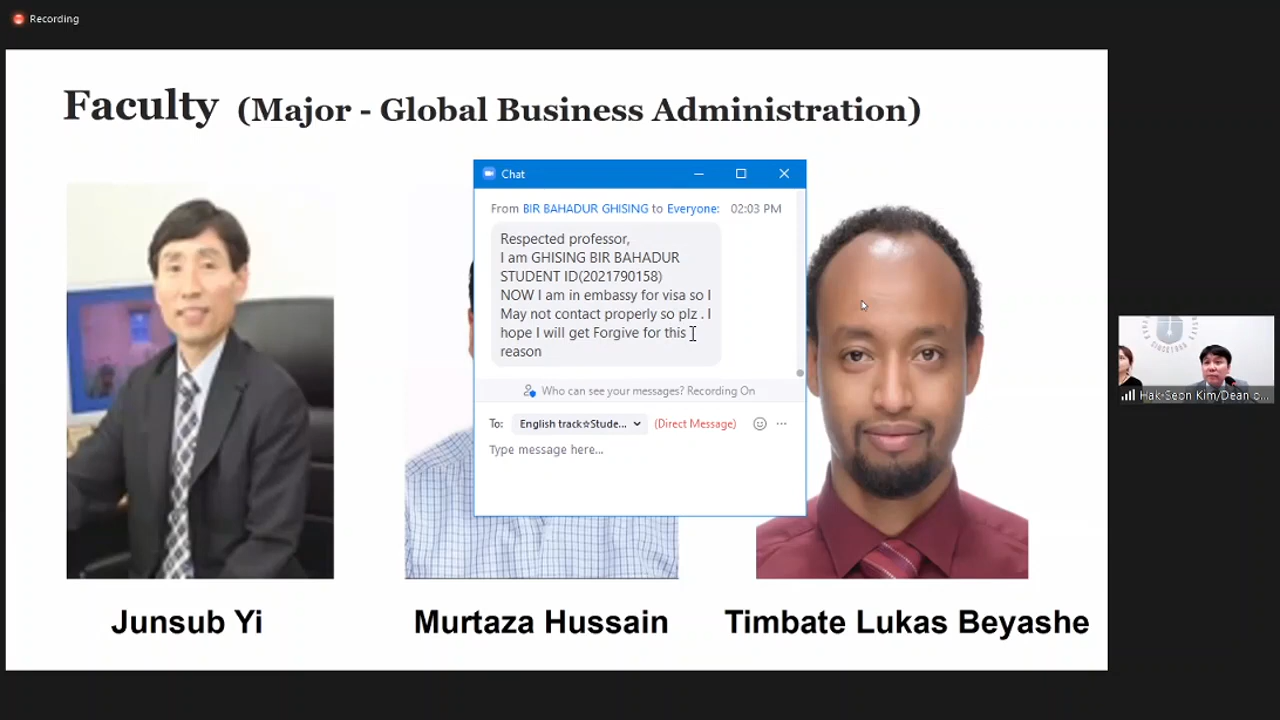 Recording
Faculty (Major - Global Business Administration)
Chat
From BIR BAHADUR GHISING to Everyone: 02:03 PM
Respected professor,
I am GHISING BIR BAHADUR
STUDENT ID(2021790158)
NOW I am in embassy for visa so I
May not contact properly so plz . I
hope I will get Forgive for this
reason
Who can see your messages? Recording On
To: English track☆Stude... (Direct Message)
Type message here...
Hak-Seon Kim/Dean o...
Junsub Yi
Murtaza Hussain
Timbate Lukas Beyashe